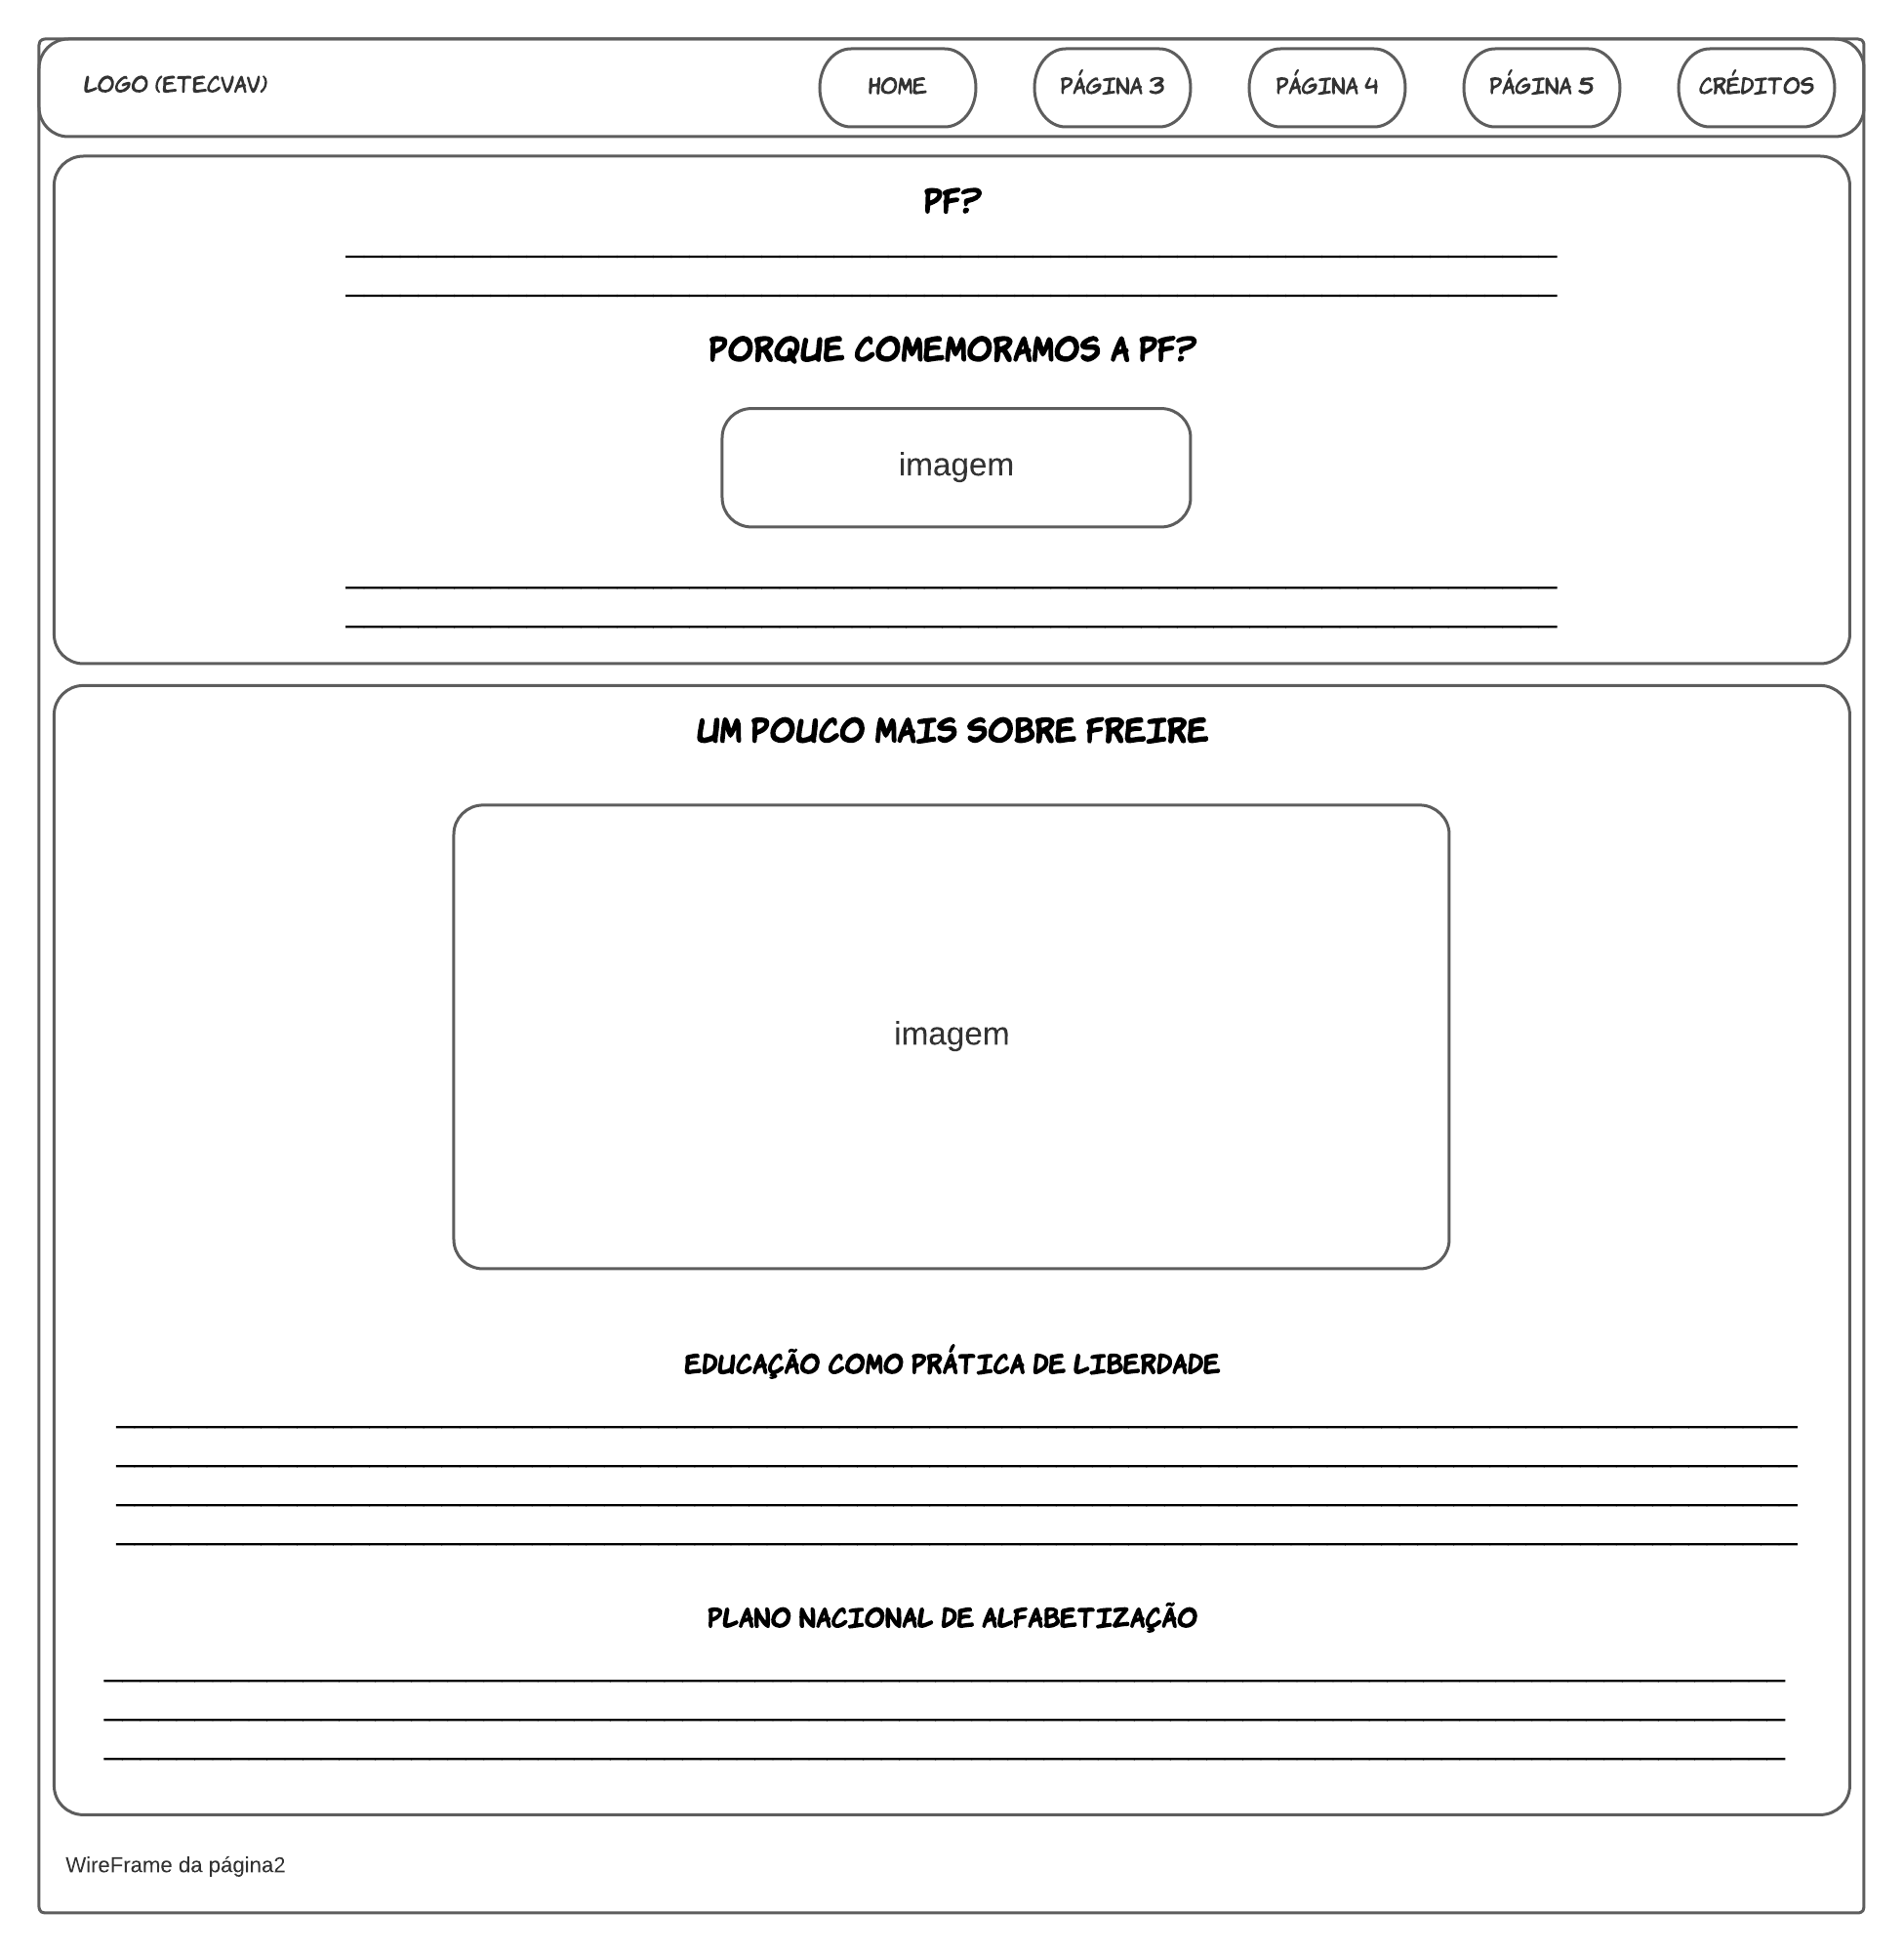 LOGO (ETECVAV)
HOME
PÁGINA 3
PÁGINA 4
PÁGINA 5
CRÉDITOS
PF?
PORQUE COMEMORAMOS A PF?
imagem
UM POUCO MAIS SOBRE FREIRE
imagem
EDUCAÇÃO COMO PRÁTICA DE LIBERDADE
PLANO NACIONAL DE ALFABETIZAÇÃO
WireFrame da página2